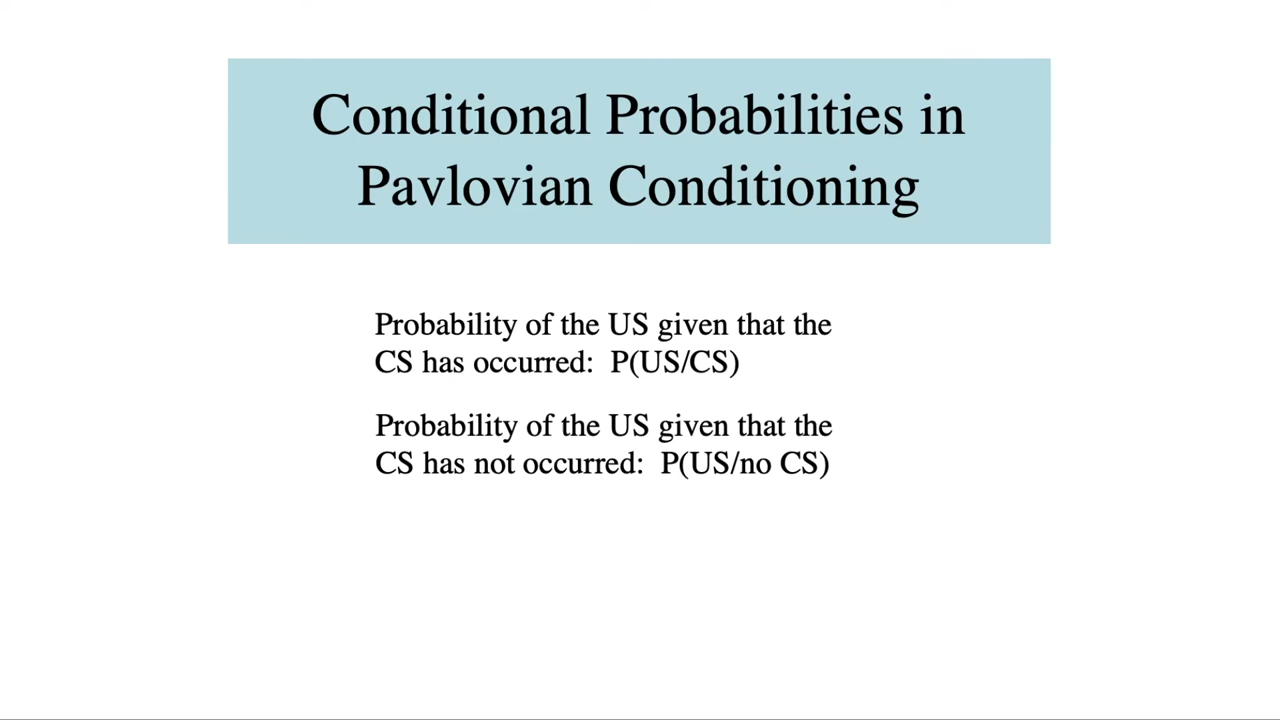 Conditional Probabilities in
Pavlovian Conditioning
Probability of the US given that the
CS has occurred: P(US/CS)
Probability of the US given that the
CS has not occurred: P(US/no CS)